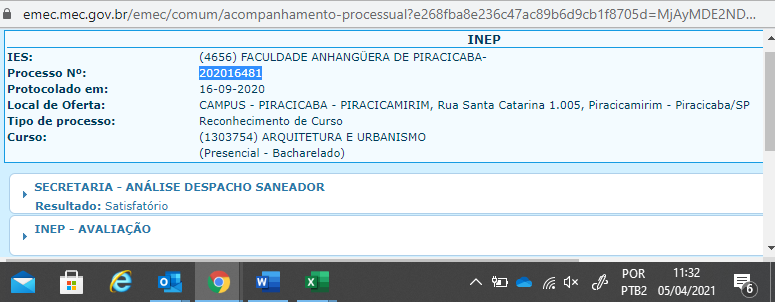 emec.mec.gov.br/emec/comum/acompanhamento-processual?e268fba8e236c47ac89b6d9cb1f8705d=MjAyMDE2ND...
INEP
IES: (4656) FACULDADE ANHANGÜERA DE PIRACICABA-
Processo Nº: 202016481
Protocolado em: 16-09-2020
Local de Oferta: CAMPUS - PIRACICABA - PIRACICAMIRIM, Rua Santa Catarina 1.005, Piracicamirim - Piracicaba/SP
Tipo de processo: Reconhecimento de Curso
Curso: (1303754) ARQUITETURA E URBANISMO
(Presencial - Bacharelado)
SECRETARIA - ANÁLISE DESPACHO SANEADOR
Resultado: Satisfatório
INEP - AVALIAÇÃO
POR 11:32
PTB2 05/04/2021 6